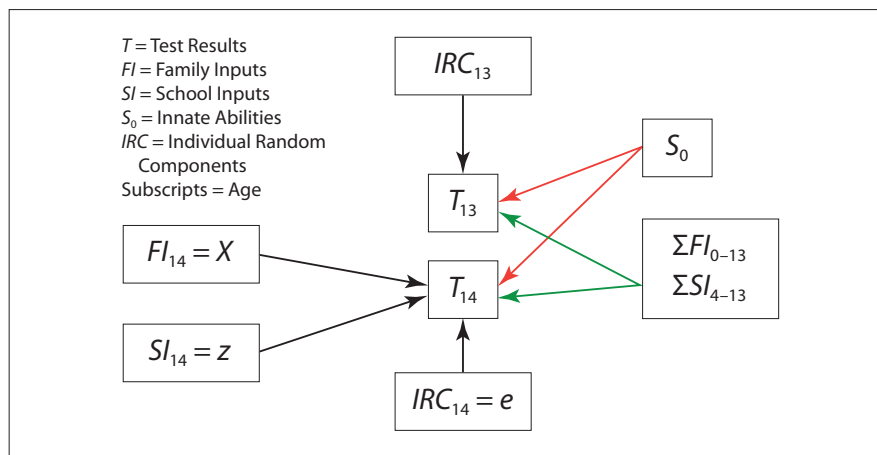 T = Test Results
FI = Family Inputs
SI = School Inputs
S₀ = Innate Abilities
IRC = Individual Random
Components
Subscripts = Age
IRC₁₃
S₀
T₁₃
FI₁₄ = X
ΣFI₀₋₁₃
ΣSI₄₋₁₃
T₁₄
SI₁₄ = z
IRC₁₄ = e